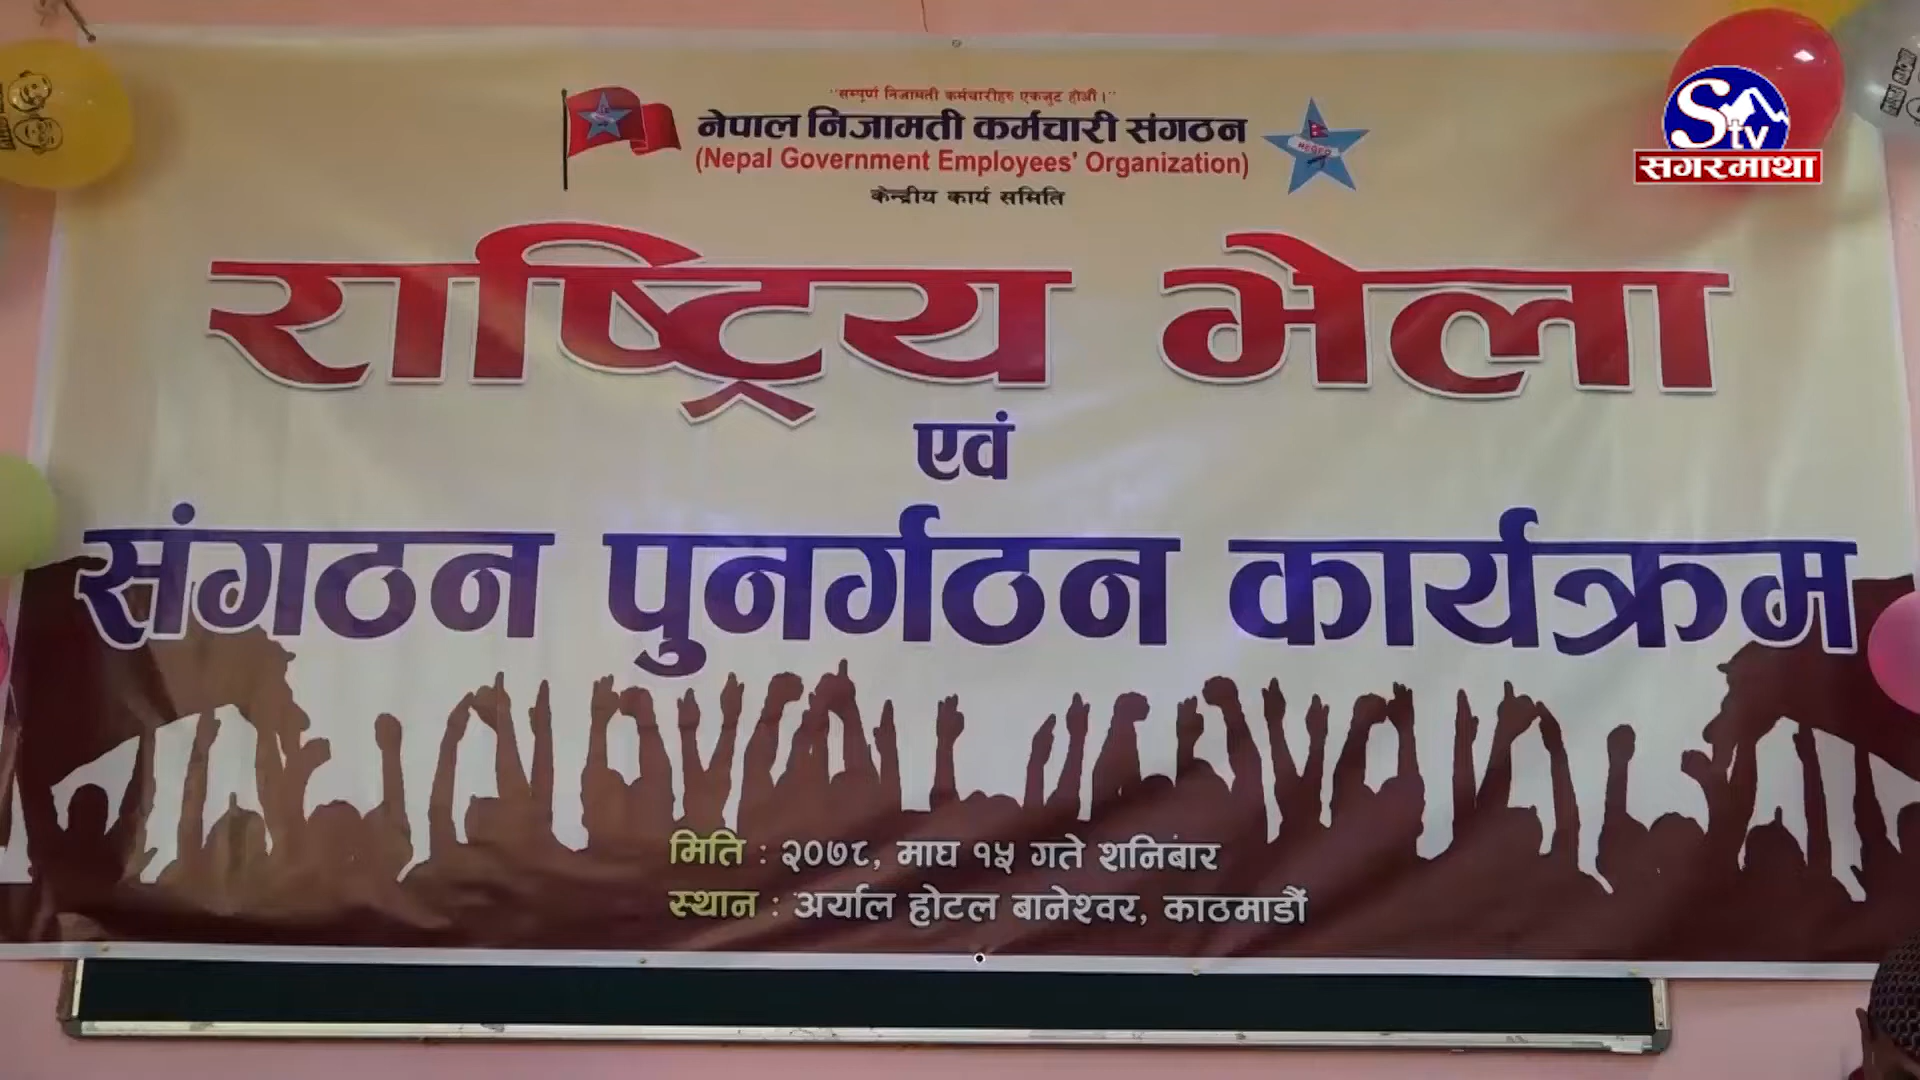 "सम्पूर्ण निजामती कर्मचारीहरु एकजुट होऔं।"
नेपाल निजामती कर्मचारी संगठन
(Nepal Government Employees' Organization)
केन्द्रीय कार्य समिति
राष्ट्रिय भेला
एवं
संगठन पुनर्गठन कार्यक्रम
मिति : २०७८, माघ १५ गते शनिबार
स्थान : अर्याल होटल बानेश्वर, काठमाडौं
Stv
सगरमाथा